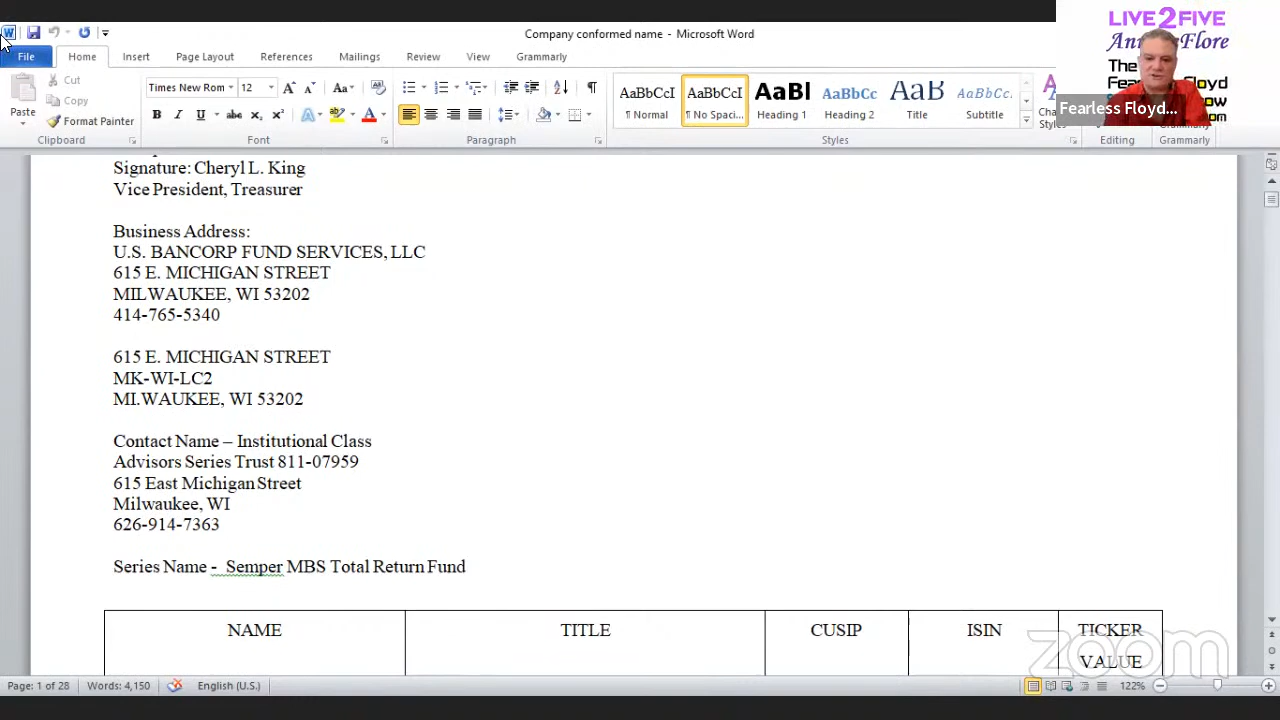 Company conformed name - Microsoft Word
LIVE2FIVE
File Home Insert Page Layout References Mailings Review View Grammarly
The
Fearless Floyd...
Cut
Copy
Paste
Format Painter
Times New Rom 12
AaBbCcI AaBbCcI AaBl AaBbCc AaB AaBbCc.
¶ Normal ¶ No Spaci... Heading 1 Heading 2 Title Subtitle
Styles
Clipboard Font Paragraph Styles Editing Grammarly
Signature: Cheryl L. King
Vice President, Treasurer
Business Address:
U.S. BANCORP FUND SERVICES, LLC
615 E. MICHIGAN STREET
MILWAUKEE, WI 53202
414-765-5340
615 E. MICHIGAN STREET
MK-WI-LC2
MI.WAUKEE, WI 53202
Contact Name – Institutional Class
Advisors Series Trust 811-07959
615 East Michigan Street
Milwaukee, WI
626-914-7363
Series Name - Semper MBS Total Return Fund
NAME TITLE CUSIP ISIN TICKER
VALUE
zoom
Page: 1 of 28 Words: 4,150 English (U.S.) 122%